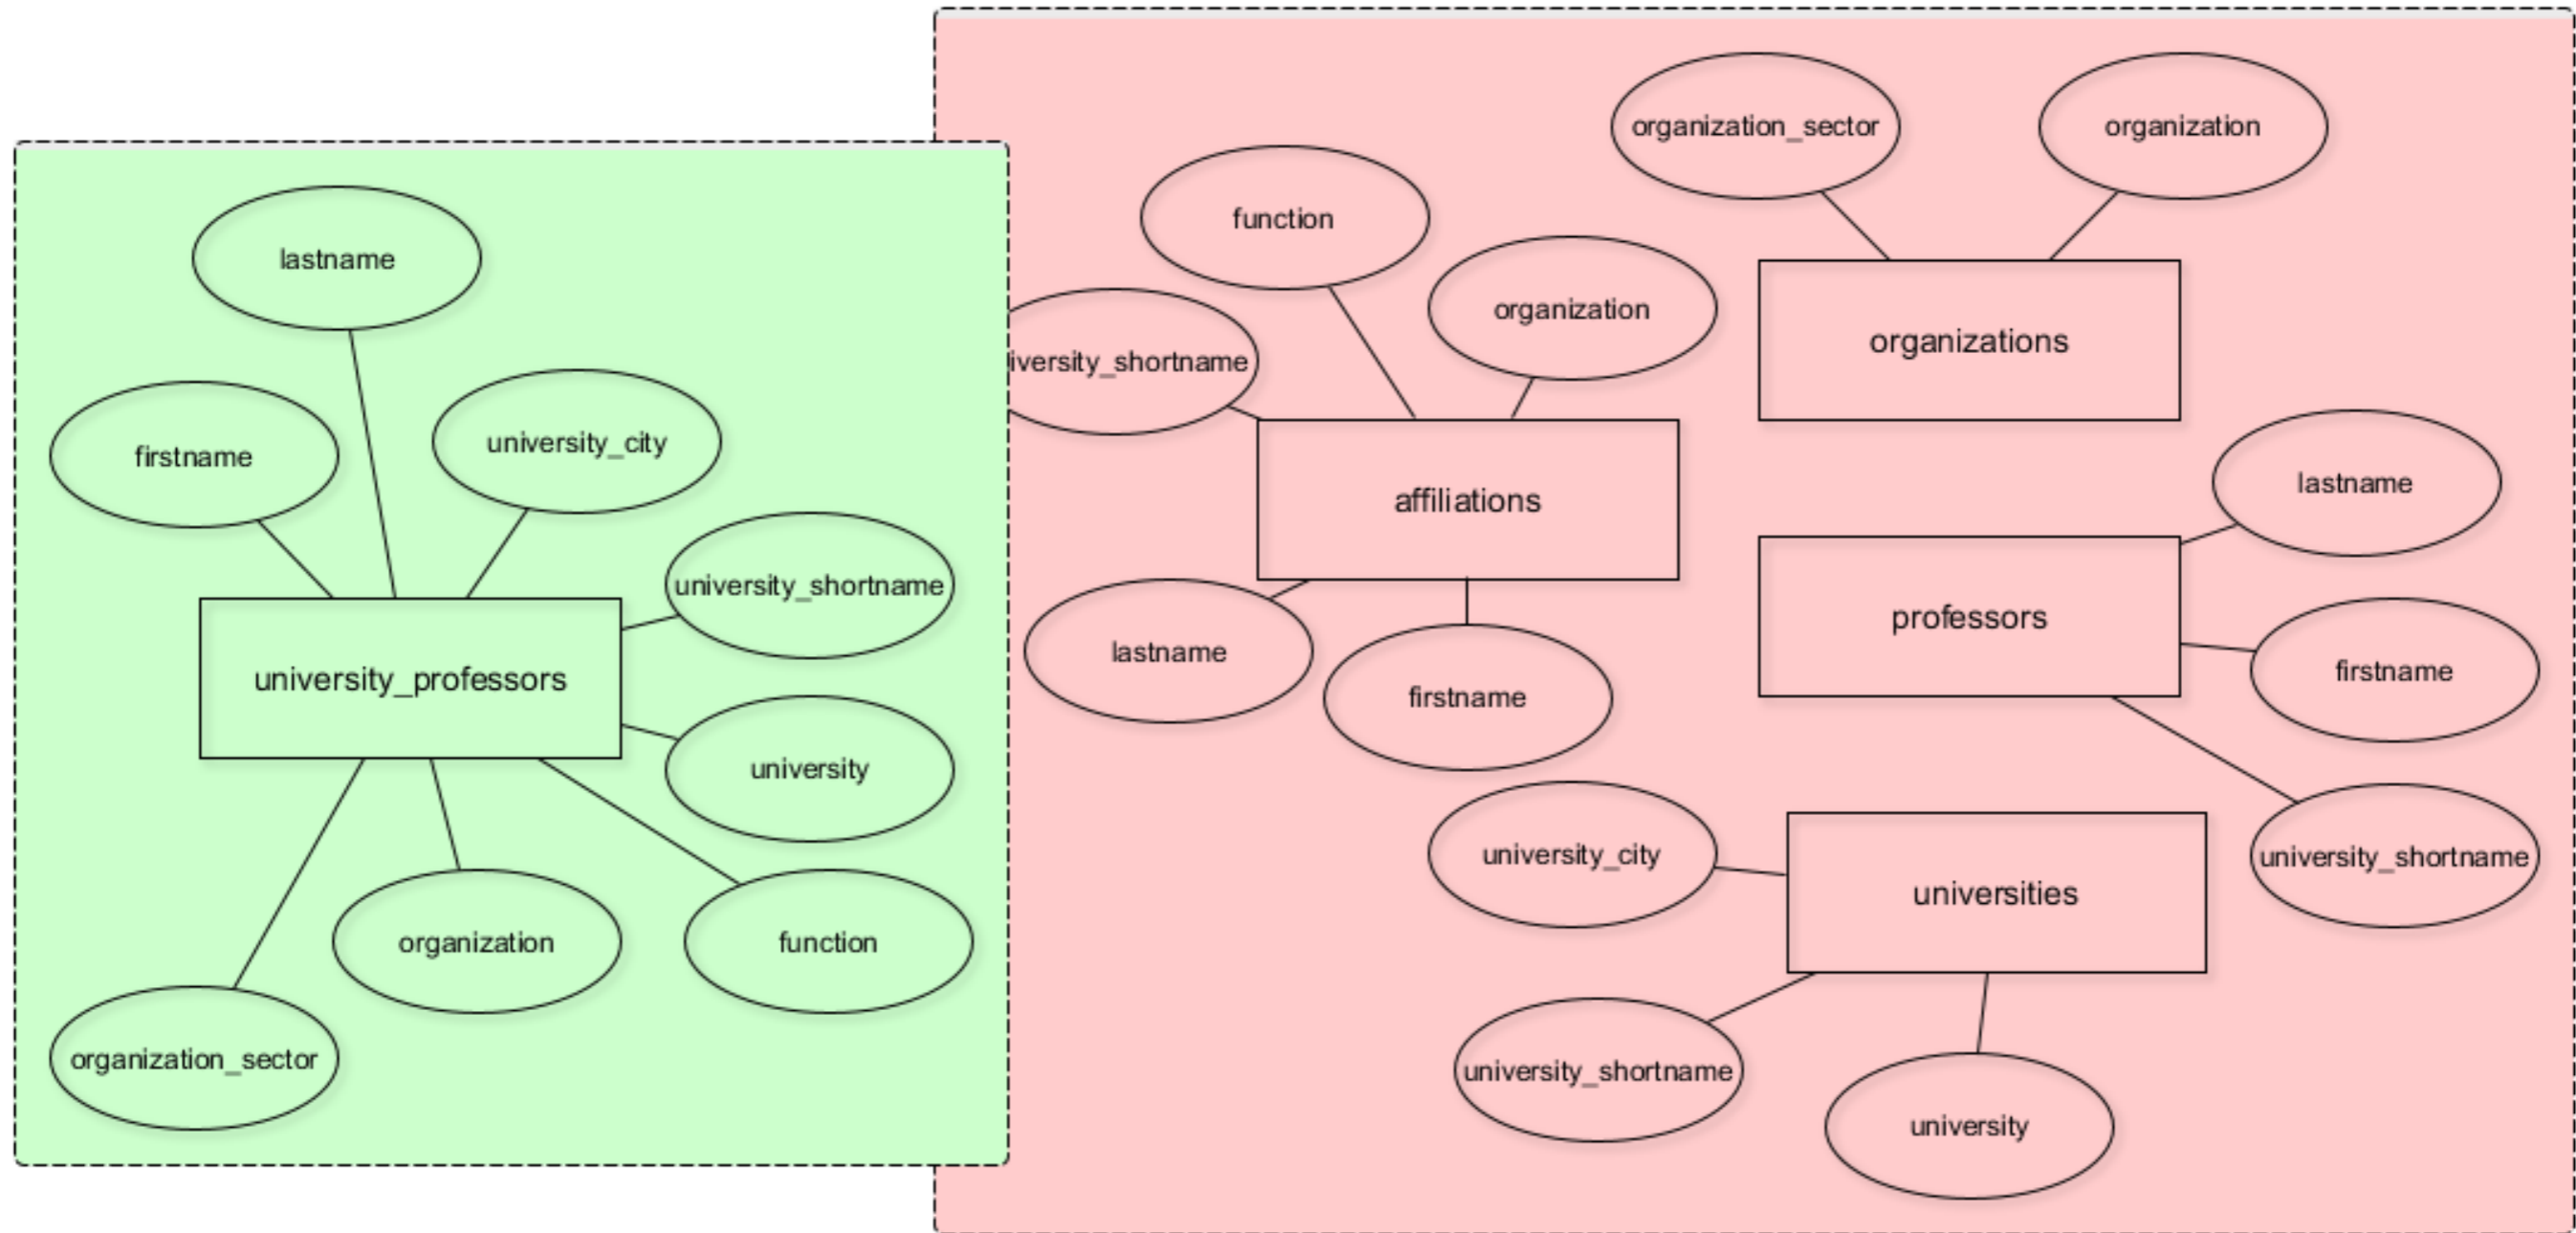 lastname
firstname
university_city
university_shortname
university_professors
university
organization
function
organization_sector
organization_sector
organization
function
organization
iversity_shortname
organizations
affiliations
lastname
firstname
lastname
professors
firstname
university_shortname
university_city
universities
university_shortname
university